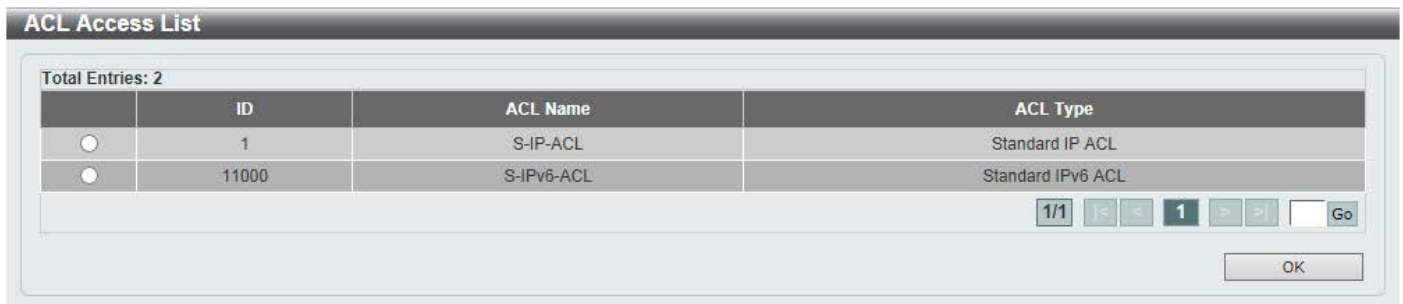 ACL Access List
Total Entries: 2
ID ACL Name ACL Type
1 S-IP-ACL Standard IP ACL
11000 S-IPv6-ACL Standard IPv6 ACL
1/1 |< < 1 > >| Go
OK